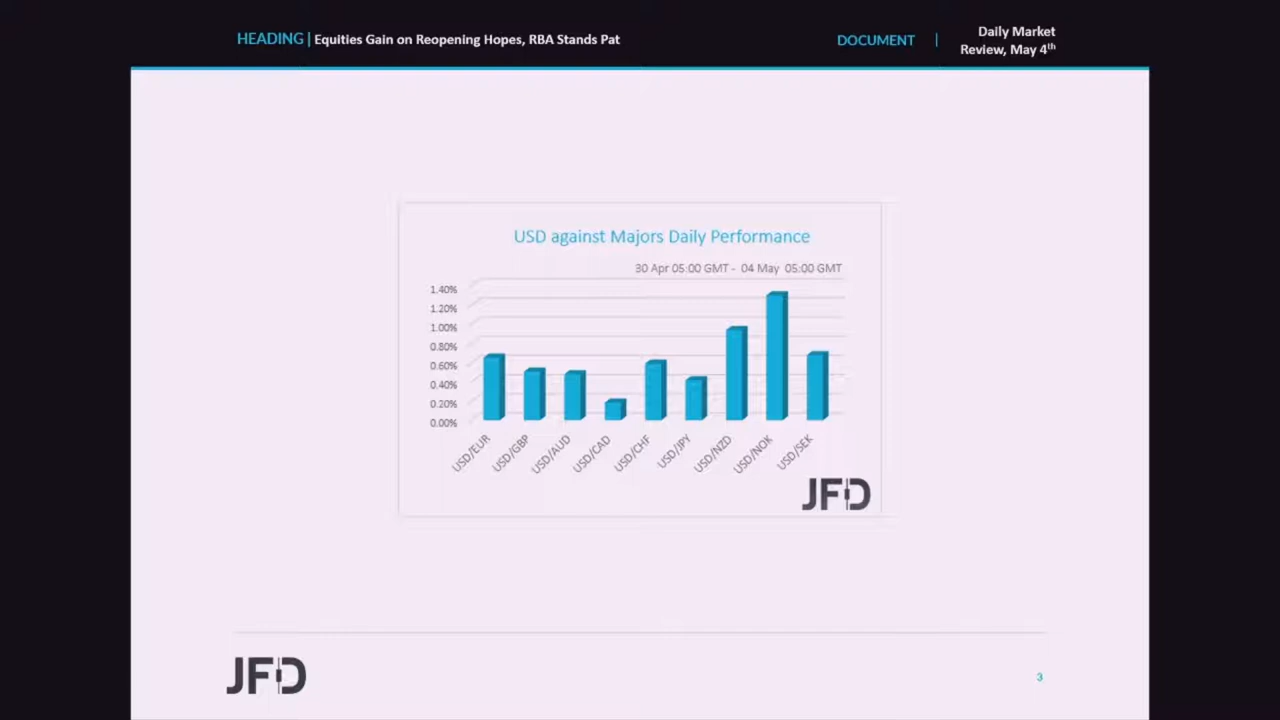 HEADING | Equities Gain on Reopening Hopes, RBA Stands Pat
DOCUMENT |
Daily Market
Review, May 4th
USD against Majors Daily Performance
30 Apr 05:00 GMT - 04 May 05:00 GMT
1.40%
1.20%
1.00%
0.80%
0.60%
0.40%
0.20%
0.00%
USD/EUR
USD/GBP
USD/AUD
USD/CAD
USD/CHF
USD/JPY
USD/NZD
USD/NOK
USD/SEK
JFD
JFD
3